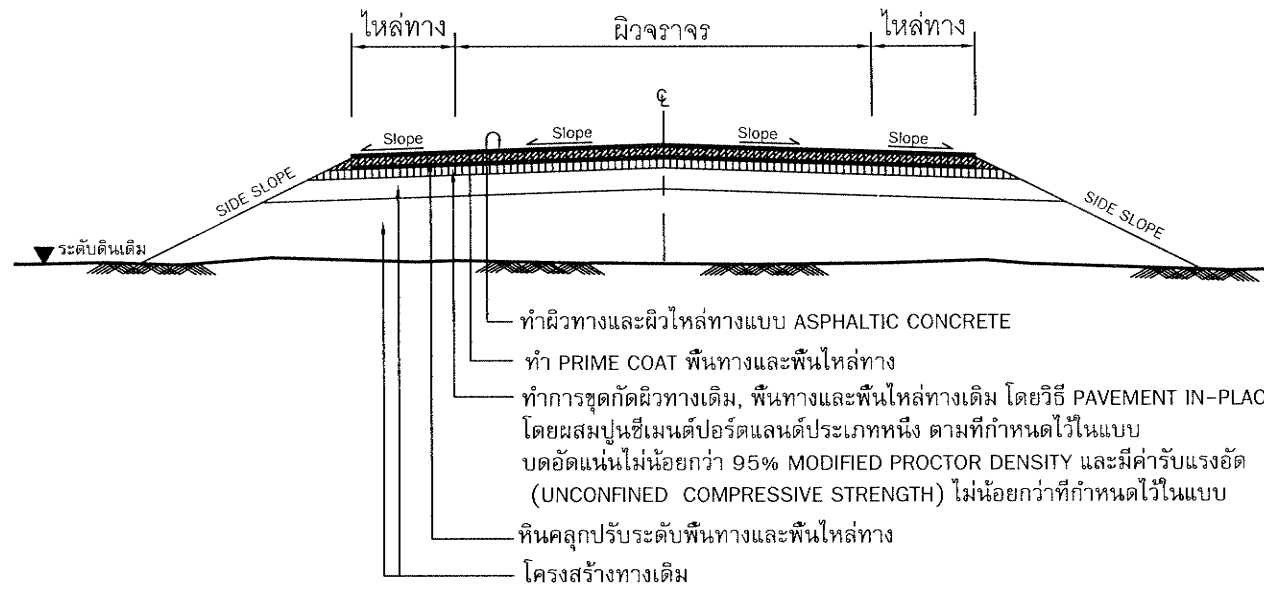 ไหล่ทาง ผิวจราจร ไหล่ทาง
℄
Slope Slope Slope Slope
SIDE SLOPE SIDE SLOPE
ระดับดินเดิม
ทำผิวทางและผิวไหล่ทางแบบ ASPHALTIC CONCRETE
ทำ PRIME COAT พื้นทางและพื้นไหล่ทาง
ทำการขุดกัดผิวทางเดิม, พื้นทางและพื้นไหล่ทางเดิม โดยวิธี PAVEMENT IN-PLAC
โดยผสมปูนซีเมนต์ปอร์ตแลนด์ประเภทหนึ่ง ตามที่กำหนดไว้ในแบบ
บดอัดแน่นไม่น้อยกว่า 95% MODIFIED PROCTOR DENSITY และมีค่ารับแรงอัด
(UNCONFINED COMPRESSIVE STRENGTH) ไม่น้อยกว่าที่กำหนดไว้ในแบบ
หินคลุกปรับระดับพื้นทางและพื้นไหล่ทาง
โครงสร้างทางเดิม